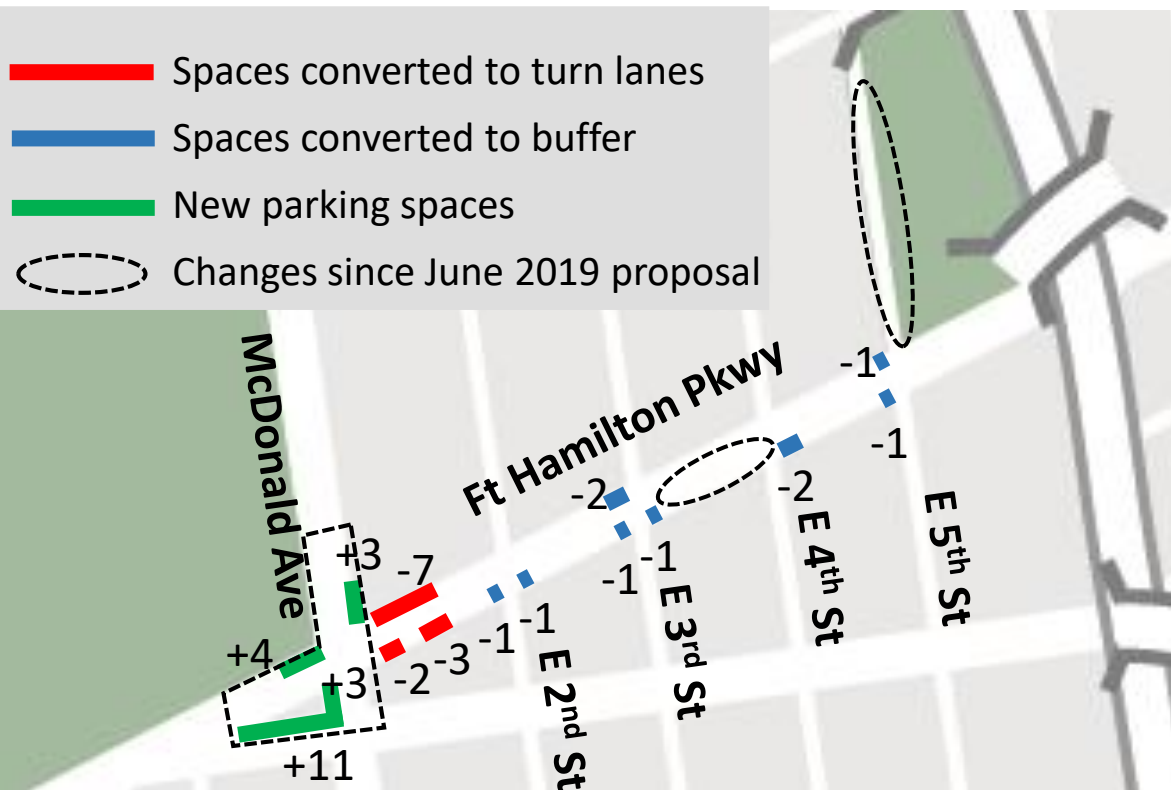 Spaces converted to turn lanes
Spaces converted to buffer
New parking spaces
Changes since June 2019 proposal
McDonald Ave
Ft Hamilton Pkwy
-1
-1
-2
-2
-1
-1
E 5th St
E 4th St
E 3rd St
+3
-7
-1
-1
E 2nd St
+4
+3
-2
-3
+11